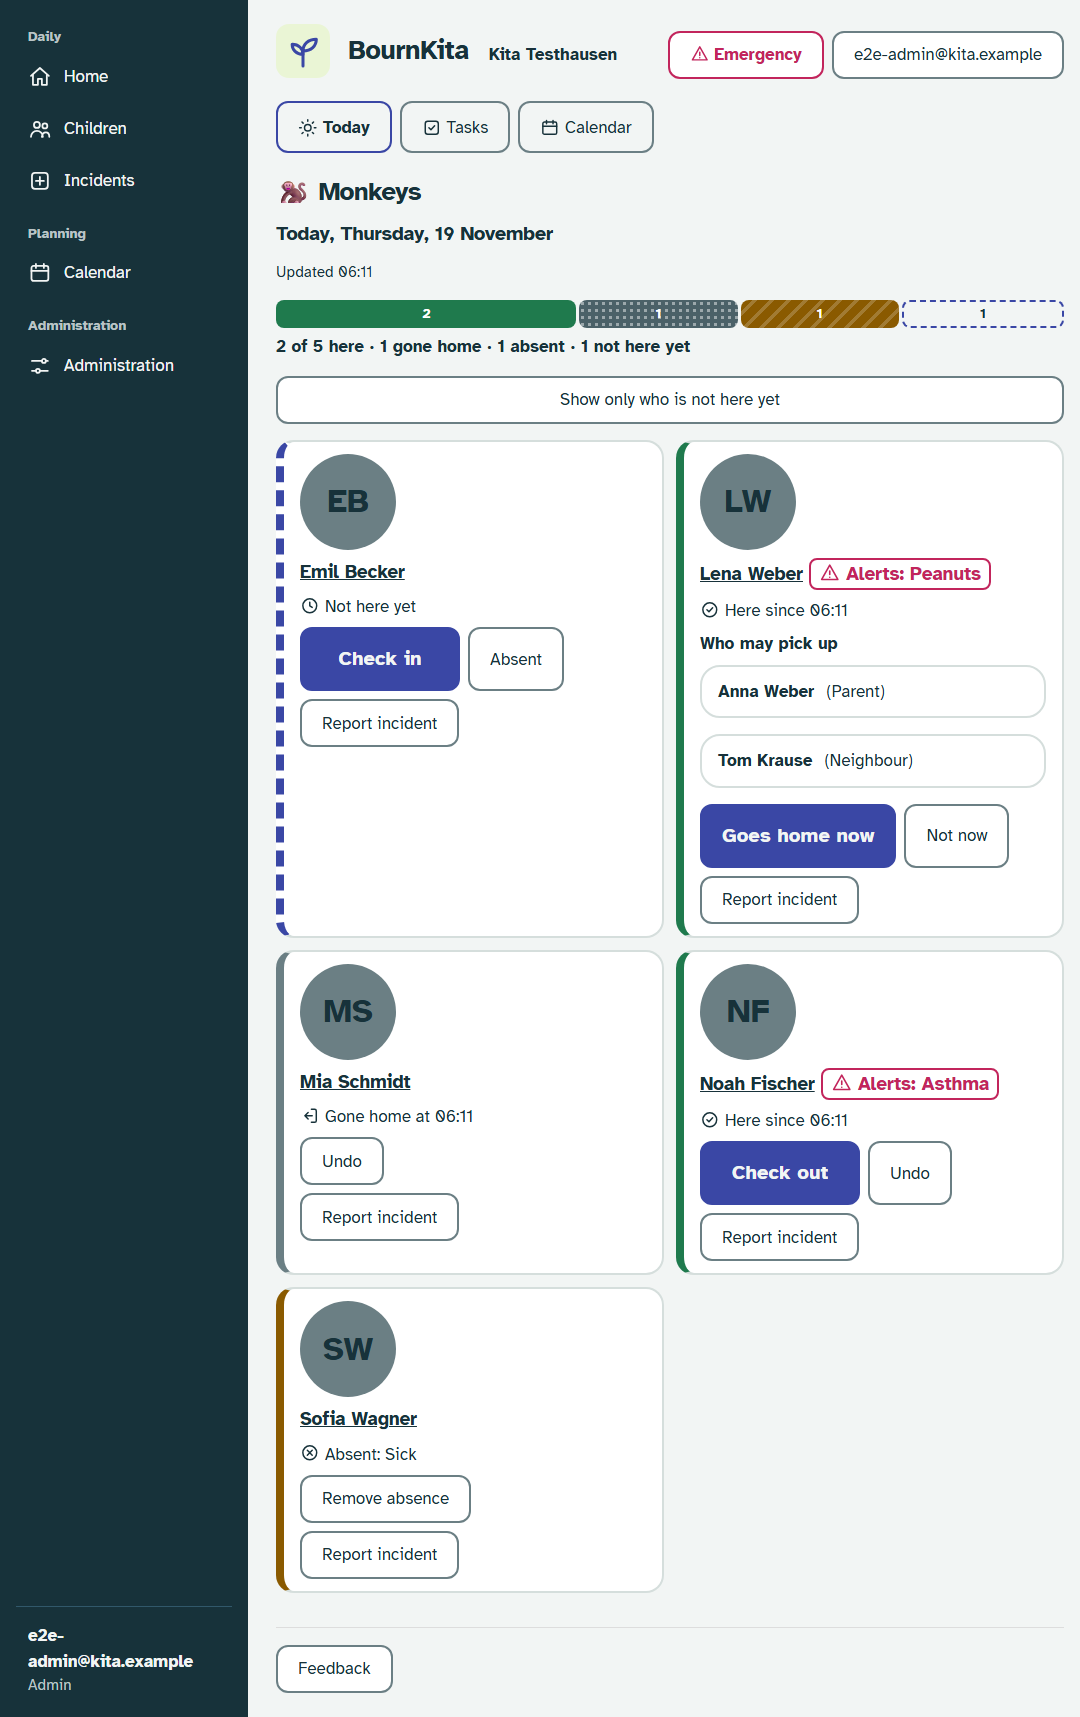 Daily
Home
Children
Incidents
Planning
Calendar
Administration
Administration
e2e-
admin@kita.example
Admin
BournKita
Kita Testhausen
Emergency
e2e-admin@kita.example
Today
Tasks
Calendar
Monkeys
Today, Thursday, 19 November
Updated 06:11
2
1
1
1
2 of 5 here · 1 gone home · 1 absent · 1 not here yet
Show only who is not here yet
EB
Emil Becker
Not here yet
Check in
Absent
Report incident
LW
Lena Weber
Alerts: Peanuts
Here since 06:11
Who may pick up
Anna Weber (Parent)
Tom Krause (Neighbour)
Goes home now
Not now
Report incident
MS
Mia Schmidt
Gone home at 06:11
Undo
Report incident
NF
Noah Fischer
Alerts: Asthma
Here since 06:11
Check out
Undo
Report incident
SW
Sofia Wagner
Absent: Sick
Remove absence
Report incident
Feedback